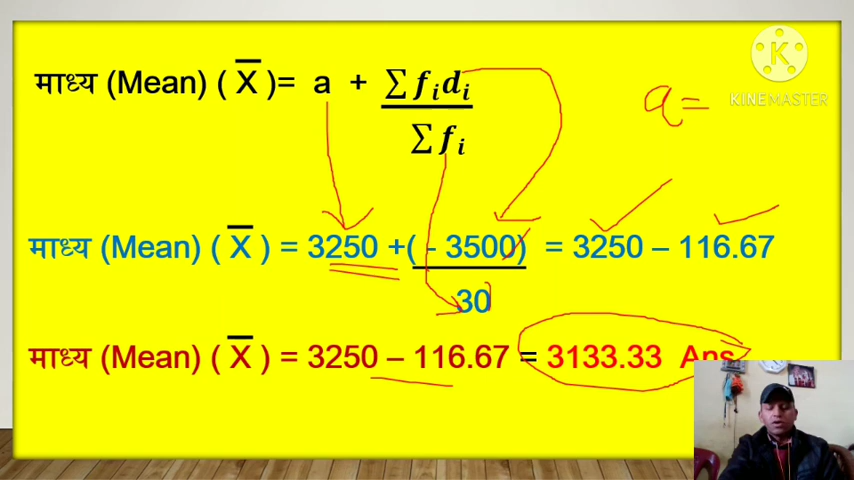 माध्य (Mean) ( X̅ )= a + ∑ fᵢdᵢ / ∑ fᵢ
a =
KINEMASTER
माध्य (Mean) ( X̅ ) = 3250 +( - 3500) / 30 = 3250 – 116.67
माध्य (Mean) ( X̅ ) = 3250 – 116.67 = 3133.33 Ans